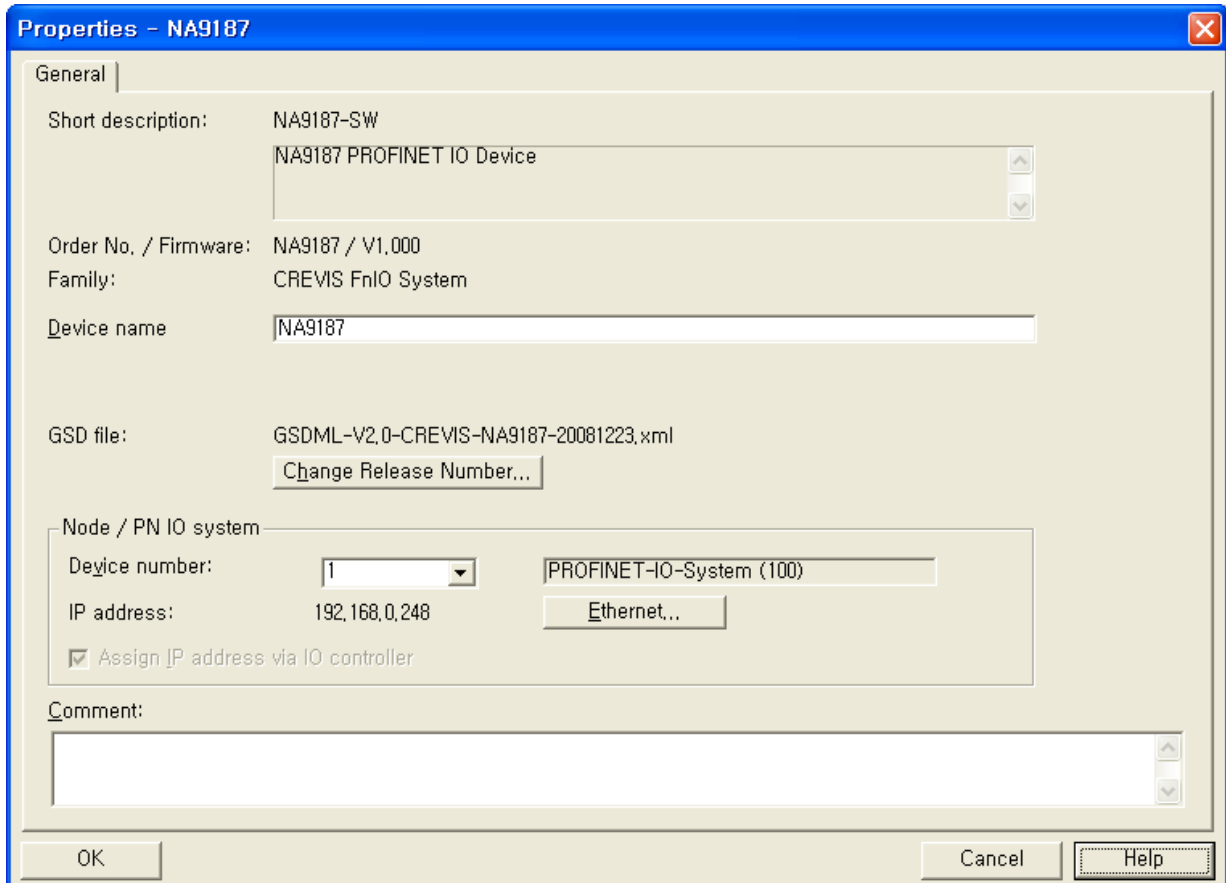 Properties - NA9187
General
Short description: NA9187-SW
NA9187 PROFINET IO Device
Order No. / Firmware: NA9187 / V1.000
Family: CREVIS FnIO System
Device name NA9187
GSD file: GSDML-V2.0-CREVIS-NA9187-20081223.xml
Change Release Number...
Node / PN IO system
Device number: 1 PROFINET-IO-System (100)
IP address: 192.168.0.248 Ethernet...
Assign IP address via IO controller
Comment:
OK Cancel Help